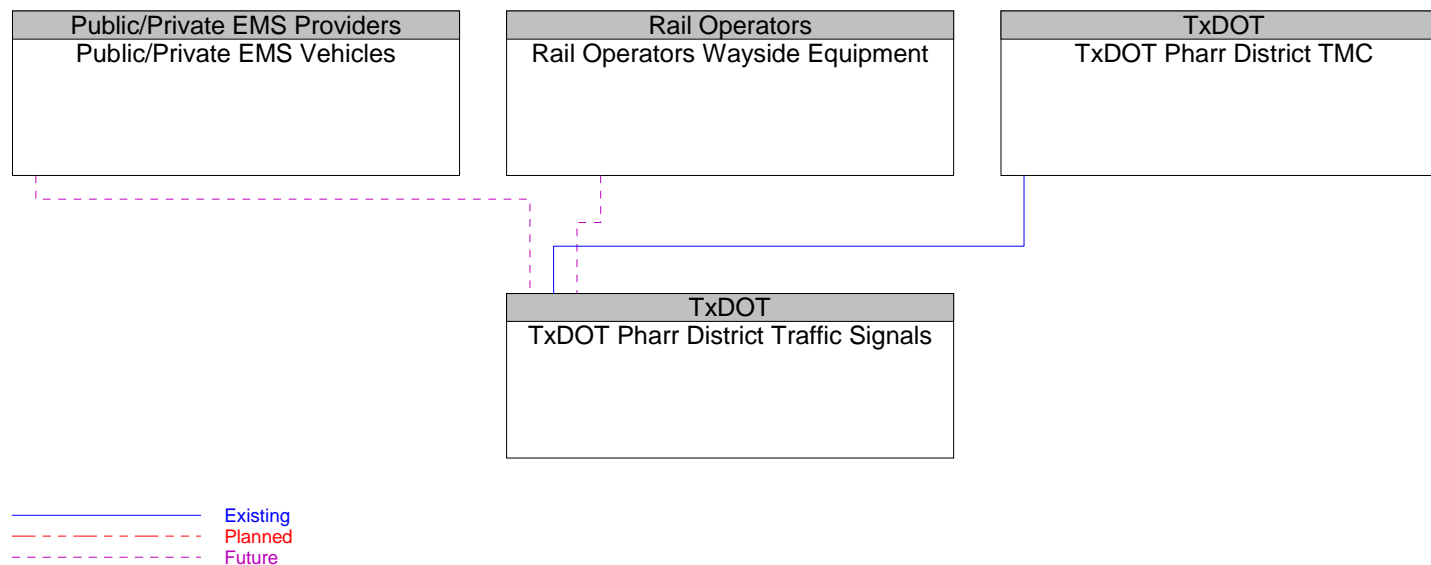 Public/Private EMS Providers
Public/Private EMS Vehicles
Rail Operators
Rail Operators Wayside Equipment
TxDOT
TxDOT Pharr District TMC
TxDOT
TxDOT Pharr District Traffic Signals
Existing
Planned
Future